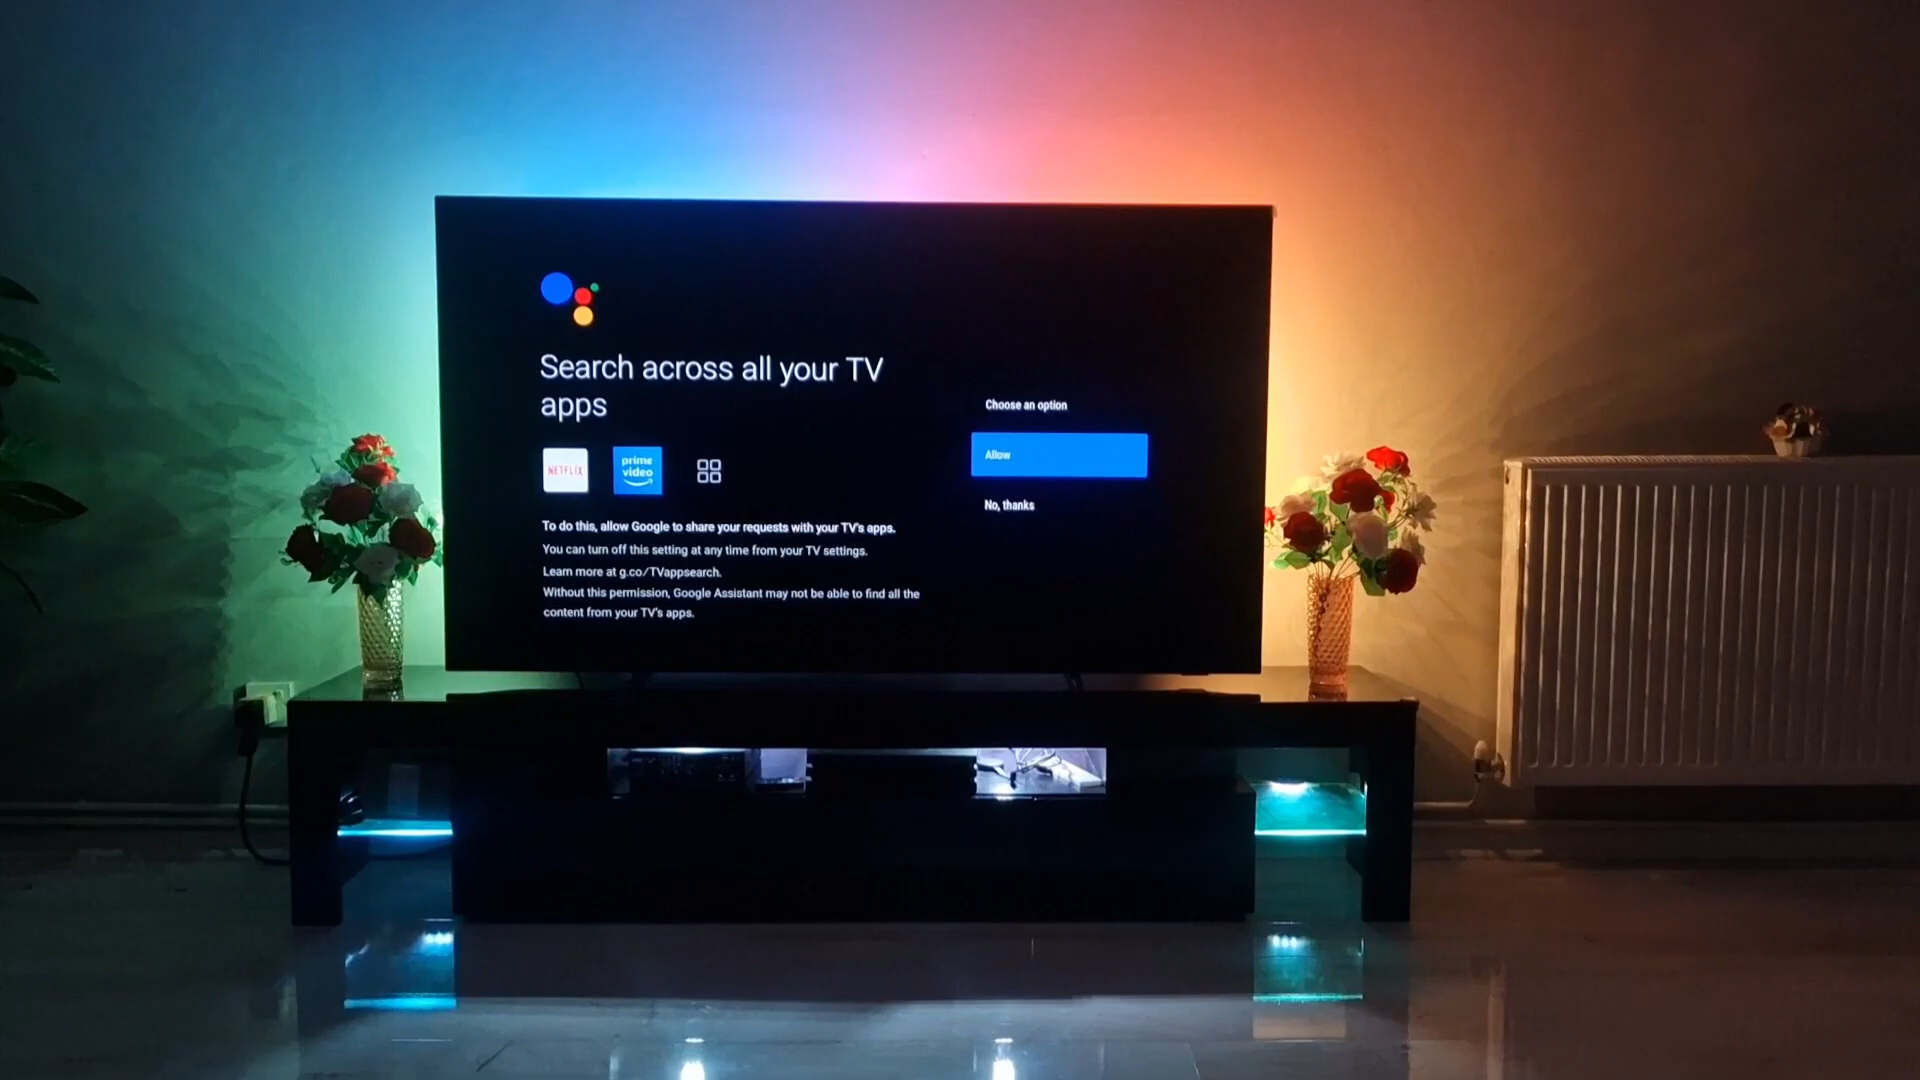 Search across all your TV
apps
NETFLIX
prime
video
To do this, allow Google to share your requests with your TV's apps.
You can turn off this setting at any time from your TV settings.
Learn more at g.co/TVappsearch.
Without this permission, Google Assistant may not be able to find all the
content from your TV's apps.
Choose an option
Allow
No, thanks